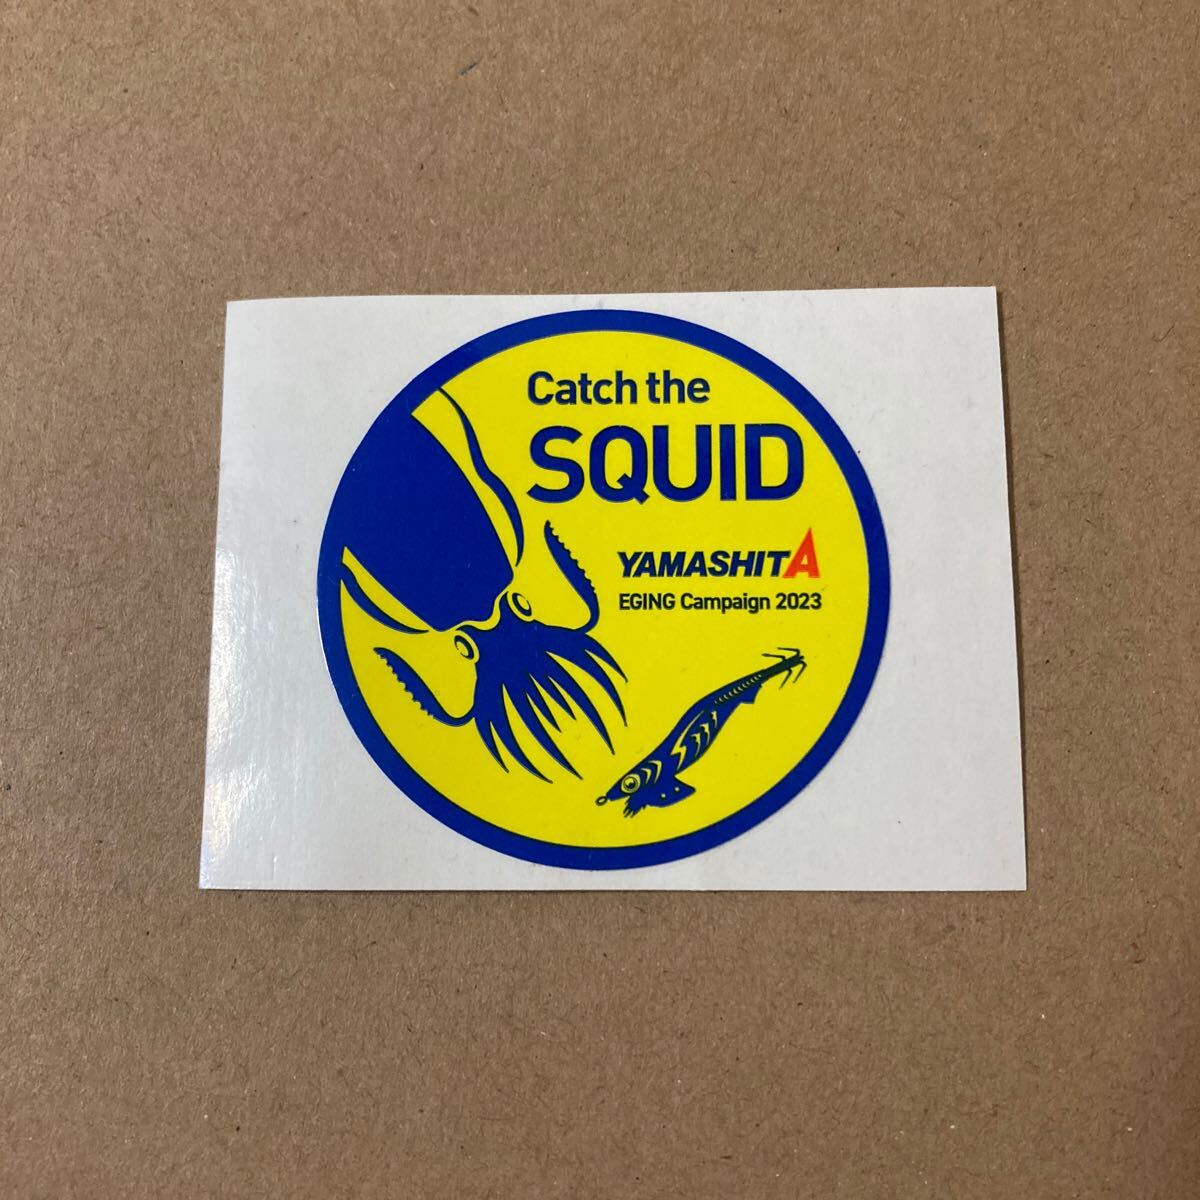 Catch the
SQUID
YAMASHITA
EGING Campaign 2023